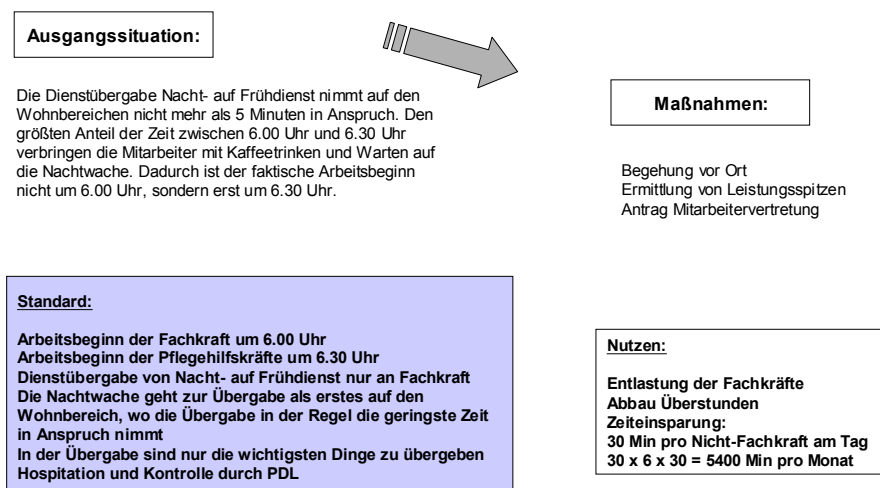 Ausgangssituation:
Die Dienstübergabe Nacht- auf Frühdienst nimmt auf den
Wohnbereichen nicht mehr als 5 Minuten in Anspruch. Den
größten Anteil der Zeit zwischen 6.00 Uhr und 6.30 Uhr
verbringen die Mitarbeiter mit Kaffeetrinken und Warten auf
die Nachtwache. Dadurch ist der faktische Arbeitsbeginn
nicht um 6.00 Uhr, sondern erst um 6.30 Uhr.
Maßnahmen:
Begehung vor Ort
Ermittlung von Leistungsspitzen
Antrag Mitarbeitervertretung
Standard:
Arbeitsbeginn der Fachkraft um 6.00 Uhr
Arbeitsbeginn der Pflegehilfskräfte um 6.30 Uhr
Dienstübergabe von Nacht- auf Frühdienst nur an Fachkraft
Die Nachtwache geht zur Übergabe als erstes auf den
Wohnbereich, wo die Übergabe in der Regel die geringste Zeit
in Anspruch nimmt
In der Übergabe sind nur die wichtigsten Dinge zu übergeben
Hospitation und Kontrolle durch PDL
Nutzen:
Entlastung der Fachkräfte
Abbau Überstunden
Zeiteinsparung:
30 Min pro Nicht-Fachkraft am Tag
30 x 6 x 30 = 5400 Min pro Monat